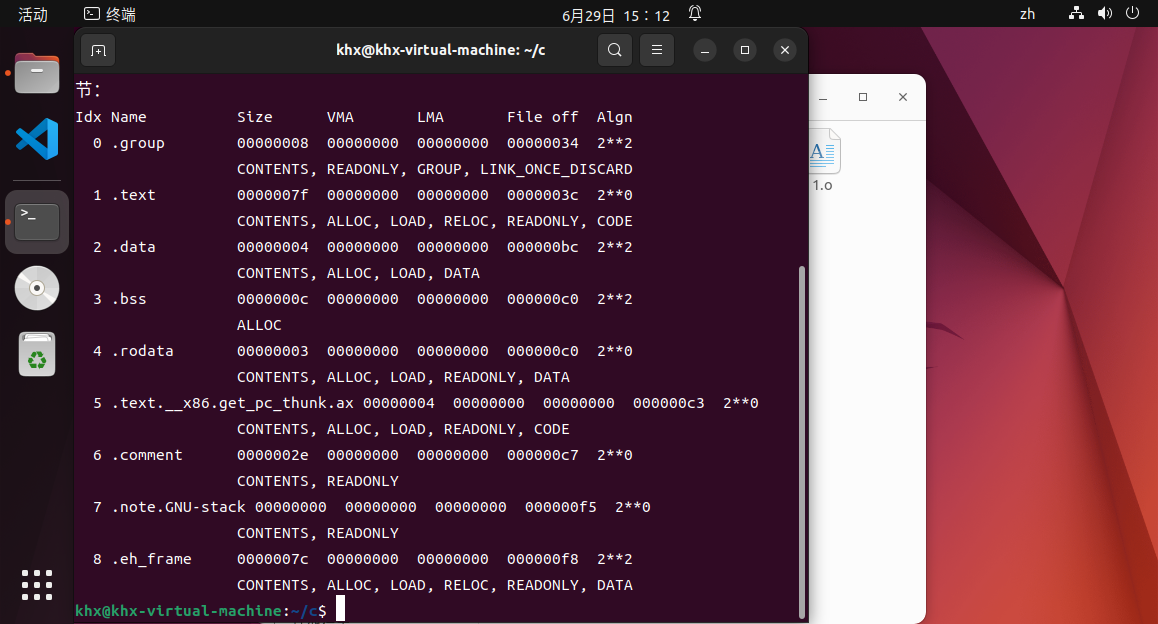 活动 终端 6月29日 15：12 zh
khx@khx-virtual-machine: ~/c
节：
Idx Name Size VMA LMA File off Algn
0 .group 00000008 00000000 00000000 00000034 2**2
CONTENTS, READONLY, GROUP, LINK_ONCE_DISCARD
1 .text 0000007f 00000000 00000000 0000003c 2**0
CONTENTS, ALLOC, LOAD, RELOC, READONLY, CODE
2 .data 00000004 00000000 00000000 000000bc 2**2
CONTENTS, ALLOC, LOAD, DATA
3 .bss 0000000c 00000000 00000000 000000c0 2**2
ALLOC
4 .rodata 00000003 00000000 00000000 000000c0 2**0
CONTENTS, ALLOC, LOAD, READONLY, DATA
5 .text.__x86.get_pc_thunk.ax 00000004 00000000 00000000 000000c3 2**0
CONTENTS, ALLOC, LOAD, READONLY, CODE
6 .comment 0000002e 00000000 00000000 000000c7 2**0
CONTENTS, READONLY
7 .note.GNU-stack 00000000 00000000 00000000 000000f5 2**0
CONTENTS, READONLY
8 .eh_frame 0000007c 00000000 00000000 000000f8 2**2
CONTENTS, ALLOC, LOAD, RELOC, READONLY, DATA
khx@khx-virtual-machine:~/c$
1.o